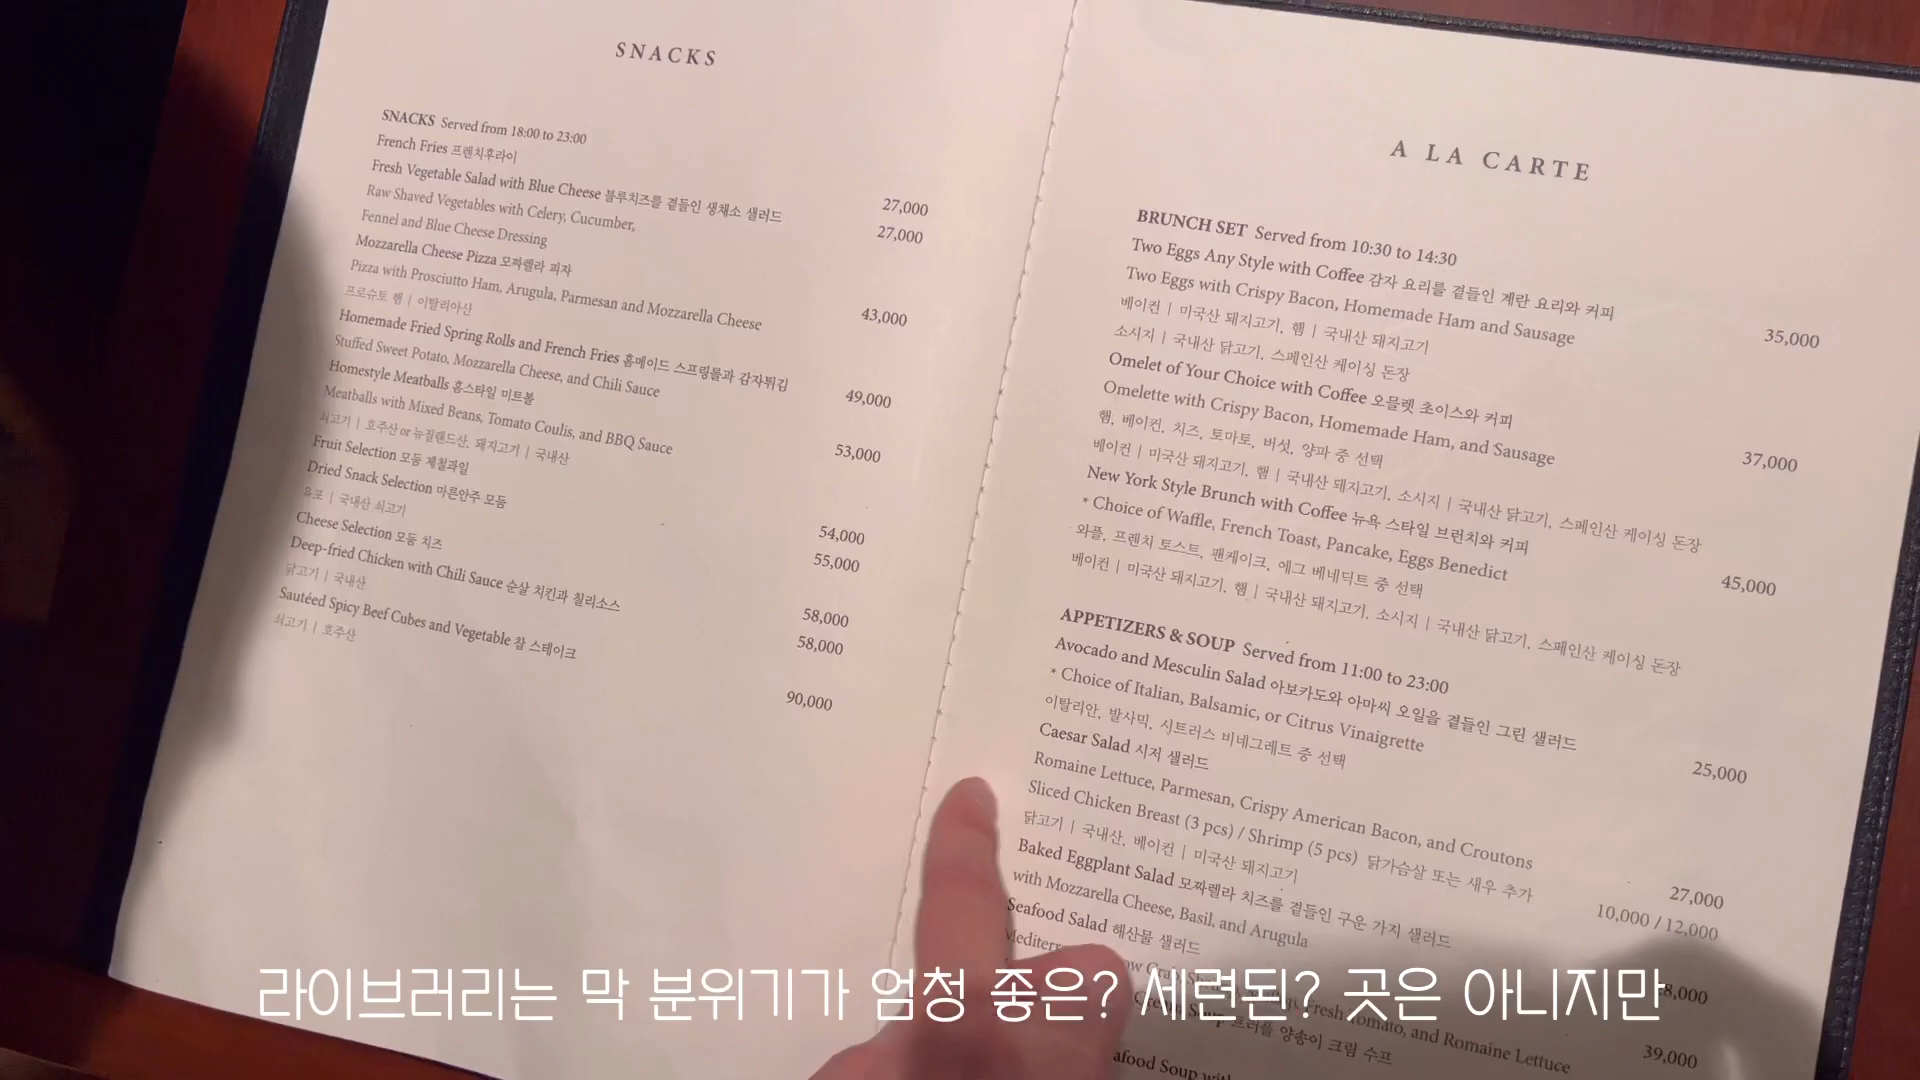 SNACKS
SNACKS Served from 18:00 to 23:00
French Fries 프렌치후라이 27,000
Fresh Vegetable Salad with Blue Cheese 블루치즈를 곁들인 생채소 샐러드 27,000
Raw Shaved Vegetables with Celery, Cucumber,
Fennel and Blue Cheese Dressing
Mozzarella Cheese Pizza 모짜렐라 피자 43,000
Pizza with Prosciutto Ham, Arugula, Parmesan and Mozzarella Cheese
프로슈토 햄 | 이탈리아산
Homemade Fried Spring Rolls and French Fries 홈메이드 스프링롤과 감자튀김 49,000
Stuffed Sweet Potato, Mozzarella Cheese, and Chili Sauce
Homestyle Meatballs 홈스타일 미트볼 53,000
Meatballs with Mixed Beans, Tomato Coulis, and BBQ Sauce
쇠고기 | 호주산 or 뉴질랜드산, 돼지고기 | 국내산
Fruit Selection 모둠 제철과일 54,000
Dried Snack Selection 마른안주 모둠 55,000
육포 | 국내산 쇠고기
Cheese Selection 모둠 치즈 58,000
Deep-fried Chicken with Chili Sauce 순살 치킨과 칠리소스 58,000
닭고기 | 국내산
Sautéed Spicy Beef Cubes and Vegetable 찹 스테이크 90,000
쇠고기 | 호주산
A LA CARTE
BRUNCH SET Served from 10:30 to 14:30
Two Eggs Any Style with Coffee 감자 요리를 곁들인 계란 요리와 커피 35,000
Two Eggs with Crispy Bacon, Homemade Ham and Sausage
베이컨 | 미국산 돼지고기, 햄 | 국내산 돼지고기
소시지 | 국내산 닭고기, 스페인산 케이싱 돈장
Omelet of Your Choice with Coffee 오믈렛 초이스와 커피 37,000
Omelette with Crispy Bacon, Homemade Ham, and Sausage
햄, 베이컨, 치즈, 토마토, 버섯, 양파 중 선택
베이컨 | 미국산 돼지고기, 햄 | 국내산 돼지고기, 소시지 | 국내산 닭고기, 스페인산 케이싱 돈장
New York Style Brunch with Coffee 뉴욕 스타일 브런치와 커피 45,000
* Choice of Waffle, French Toast, Pancake, Eggs Benedict
와플, 프렌치 토스트, 팬케이크, 에그 베네딕트 중 선택
베이컨 | 미국산 돼지고기, 햄 | 국내산 돼지고기, 소시지 | 국내산 닭고기, 스페인산 케이싱 돈장
APPETIZERS & SOUP Served from 11:00 to 23:00
Avocado and Mesculin Salad 아보카도와 아마씨 오일을 곁들인 그린 샐러드 25,000
* Choice of Italian, Balsamic, or Citrus Vinaigrette
이탈리안, 발사믹, 시트러스 비네그레트 중 선택
Caesar Salad 시저 샐러드 27,000
Romaine Lettuce, Parmesan, Crispy American Bacon, and Croutons
Sliced Chicken Breast (3 pcs) / Shrimp (5 pcs) 닭가슴살 또는 새우 추가 10,000 / 12,000
닭고기 | 국내산, 베이컨 | 미국산 돼지고기
Baked Eggplant Salad 모짜렐라 치즈를 곁들인 구운 가지 샐러드
with Mozzarella Cheese, Basil, and Arugula
Seafood Salad 해산물 샐러드 39,000
Fresh Tomato, and Romaine Lettuce
Soup 트러플 양송이 크림 수프
Soup
라이브러리는 막 분위기가 엄청 좋은? 세련된? 곳은 아니지만